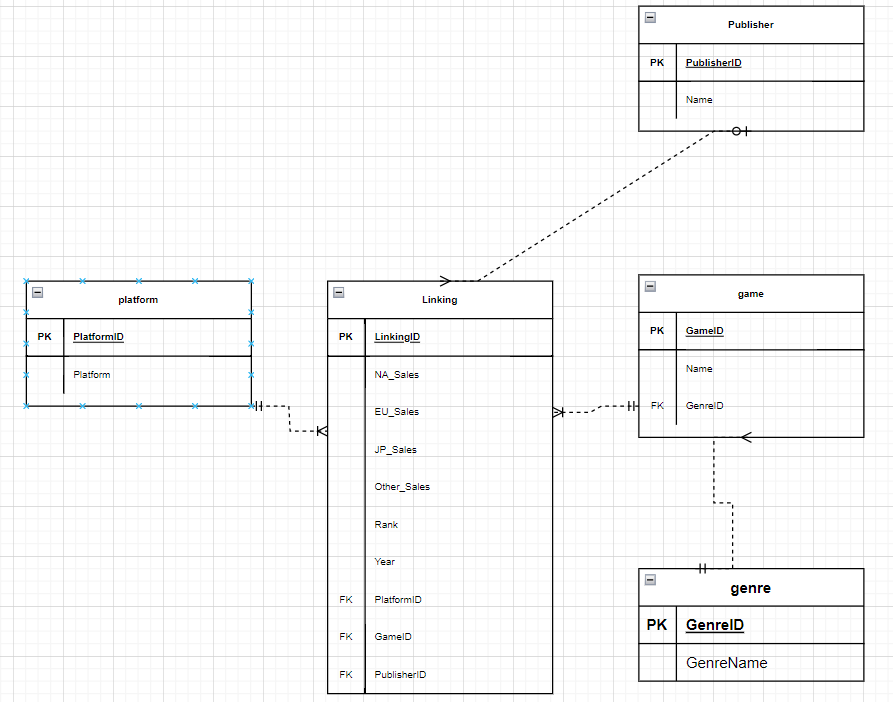 Publisher
PK PublisherID
Name
platform
PK PlatformID
Platform
Linking
PK LinkingID
NA_Sales
EU_Sales
JP_Sales
Other_Sales
Rank
Year
FK PlatformID
FK GameID
FK PublisherID
game
PK GameID
Name
FK GenreID
genre
PK GenreID
GenreName